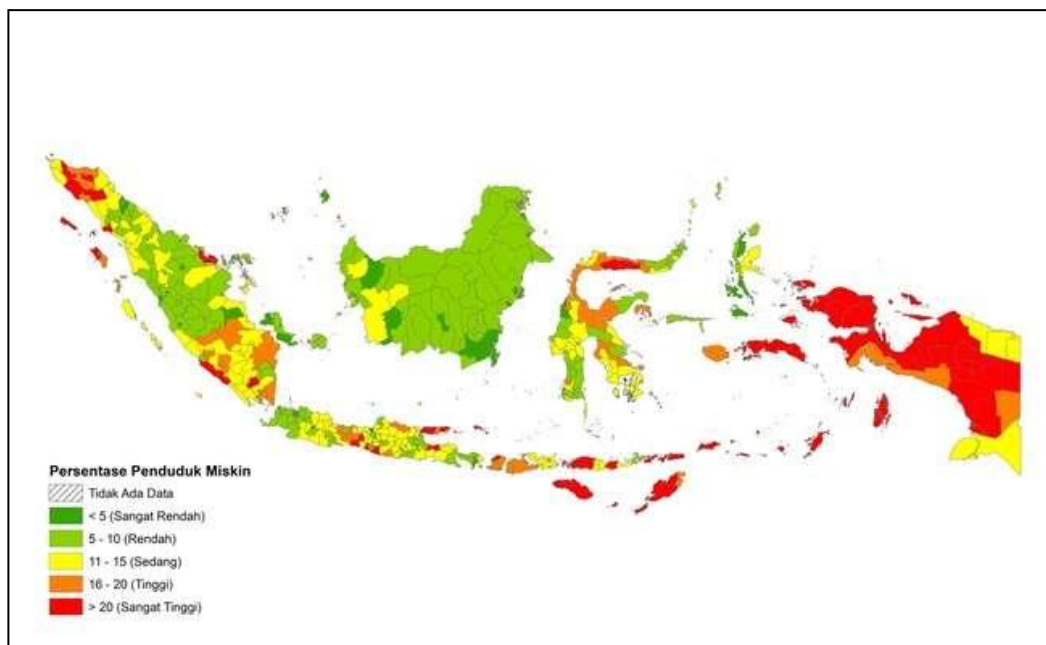 Persentase Penduduk Miskin
Tidak Ada Data
< 5 (Sangat Rendah)
5 - 10 (Rendah)
11 - 15 (Sedang)
16 - 20 (Tinggi)
> 20 (Sangat Tinggi)